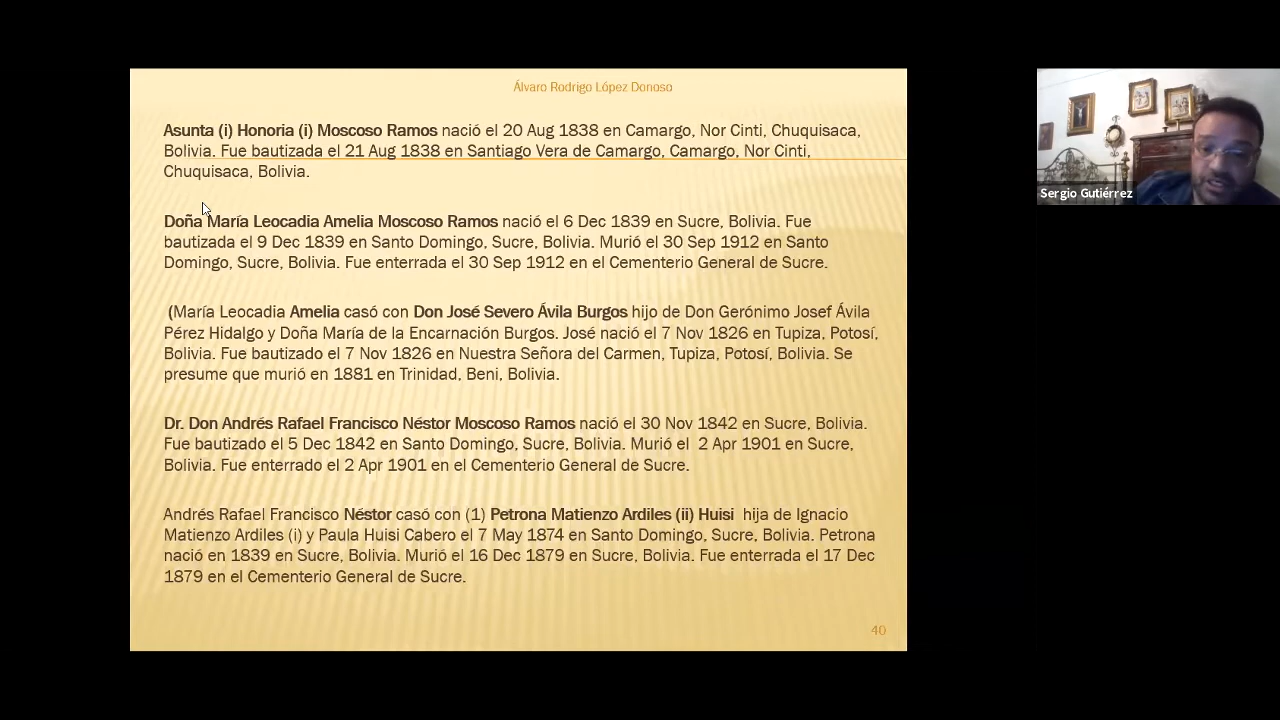 Álvaro Rodrigo López Donoso
Asunta (i) Honoria (i) Moscoso Ramos nació el 20 Aug 1838 en Camargo, Nor Cinti, Chuquisaca,
Bolivia. Fue bautizada el 21 Aug 1838 en Santiago Vera de Camargo, Camargo, Nor Cinti,
Chuquisaca, Bolivia.
Doña María Leocadia Amelia Moscoso Ramos nació el 6 Dec 1839 en Sucre, Bolivia. Fue
bautizada el 9 Dec 1839 en Santo Domingo, Sucre, Bolivia. Murió el 30 Sep 1912 en Santo
Domingo, Sucre, Bolivia. Fue enterrada el 30 Sep 1912 en el Cementerio General de Sucre.
(María Leocadia Amelia casó con Don José Severo Ávila Burgos hijo de Don Gerónimo Josef Ávila
Pérez Hidalgo y Doña María de la Encarnación Burgos. José nació el 7 Nov 1826 en Tupiza, Potosí,
Bolivia. Fue bautizado el 7 Nov 1826 en Nuestra Señora del Carmen, Tupiza, Potosí, Bolivia. Se
presume que murió en 1881 en Trinidad, Beni, Bolivia.
Dr. Don Andrés Rafael Francisco Néstor Moscoso Ramos nació el 30 Nov 1842 en Sucre, Bolivia.
Fue bautizado el 5 Dec 1842 en Santo Domingo, Sucre, Bolivia. Murió el 2 Apr 1901 en Sucre,
Bolivia. Fue enterrado el 2 Apr 1901 en el Cementerio General de Sucre.
Andrés Rafael Francisco Néstor casó con (1) Petrona Matienzo Ardiles (ii) Huisi hija de Ignacio
Matienzo Ardiles (i) y Paula Huisi Cabero el 7 May 1874 en Santo Domingo, Sucre, Bolivia. Petrona
nació en 1839 en Sucre, Bolivia. Murió el 16 Dec 1879 en Sucre, Bolivia. Fue enterrada el 17 Dec
1879 en el Cementerio General de Sucre.
40
Sergio Gutiérrez